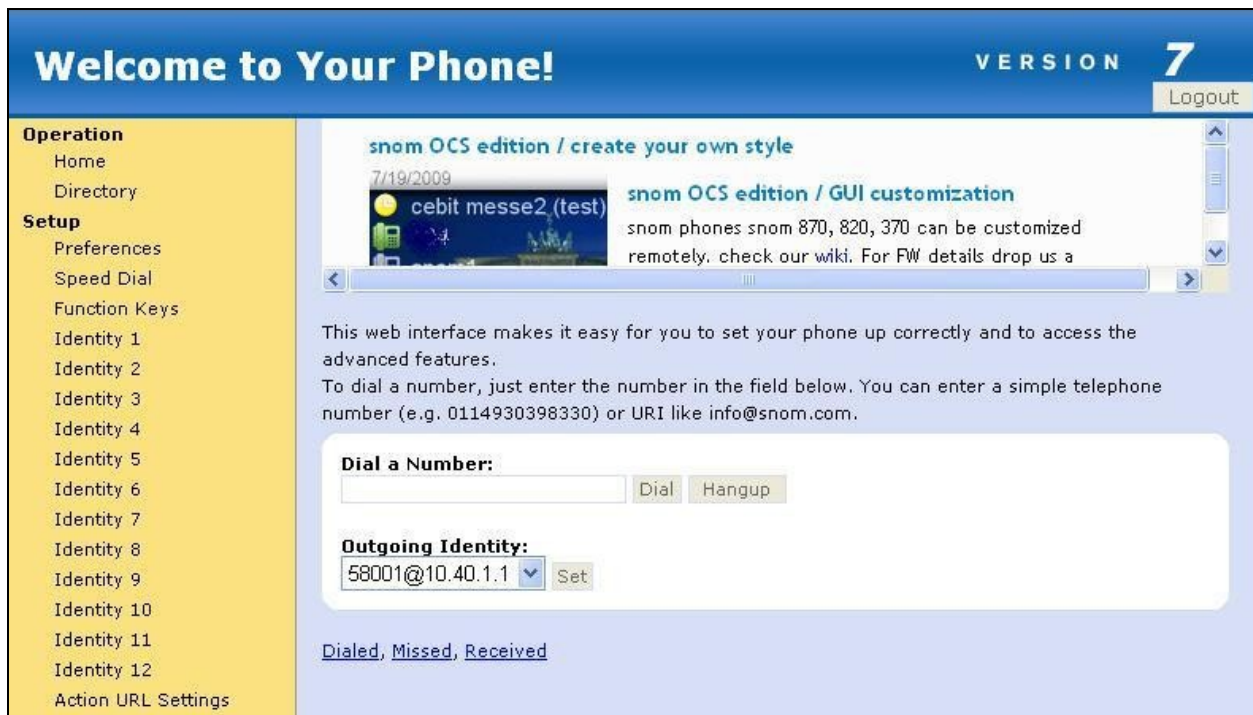 Welcome to Your Phone!
VERSION 7
Logout
Operation
Home
Directory
Setup
Preferences
Speed Dial
Function Keys
Identity 1
Identity 2
Identity 3
Identity 4
Identity 5
Identity 6
Identity 7
Identity 8
Identity 9
Identity 10
Identity 11
Identity 12
Action URL Settings
snom OCS edition / create your own style
7/19/2009
cebit messe2 (test)
snom OCS edition / GUI customization
snom phones snom 870, 820, 370 can be customized
remotely. check our wiki. For FW details drop us a
This web interface makes it easy for you to set your phone up correctly and to access the
advanced features.
To dial a number, just enter the number in the field below. You can enter a simple telephone
number (e.g. 0114930398330) or URI like info@snom.com.
Dial a Number:
Dial Hangup
Outgoing Identity:
58001@10.40.1.1 Set
Dialed, Missed, Received